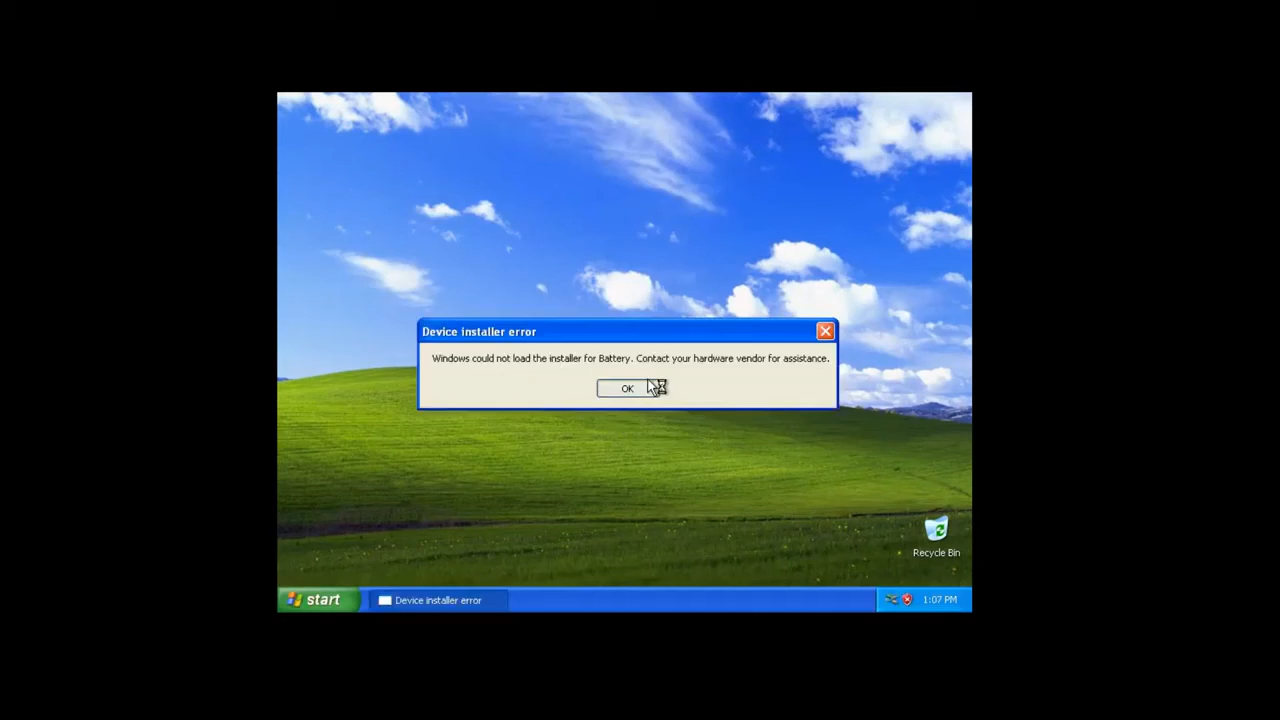 Device installer error
Windows could not load the installer for Battery. Contact your hardware vendor for assistance.
OK
Recycle Bin
start
Device installer error
1:07 PM